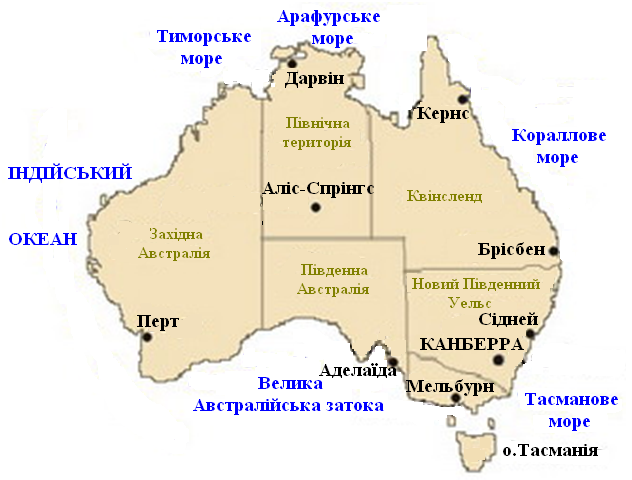 Арафурське
море
Тиморське
море
Дарвін
Кернс
Північна
територія
Кораллове
море
ІНДІЙСЬКИЙ
Аліс-Спрінгс
Квінсленд
ОКЕАН
Західна
Австралія
Брісбен
Південна
Австралія
Новий Південний
Уельс
Перт
Сідней
КАНБЕРРА
Аделаїда
Велика
Австралійська затока
Мельбурн
Тасманове
море
о.Тасманія